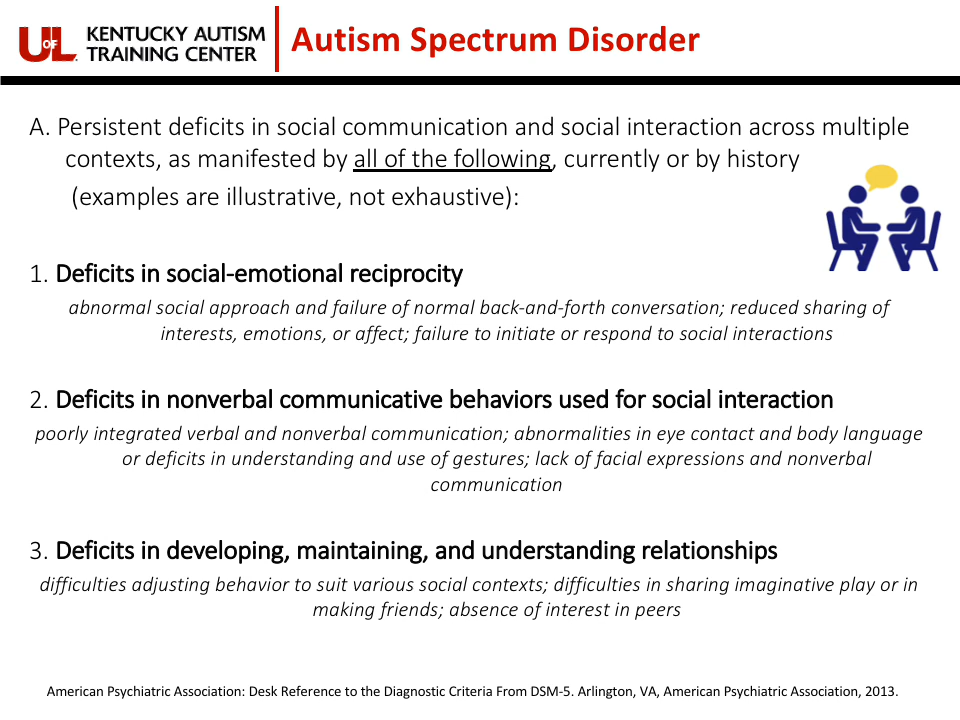 UofL KENTUCKY AUTISM
TRAINING CENTER
Autism Spectrum Disorder
A. Persistent deficits in social communication and social interaction across multiple
contexts, as manifested by all of the following, currently or by history
(examples are illustrative, not exhaustive):
1. Deficits in social-emotional reciprocity
abnormal social approach and failure of normal back-and-forth conversation; reduced sharing of
interests, emotions, or affect; failure to initiate or respond to social interactions
2. Deficits in nonverbal communicative behaviors used for social interaction
poorly integrated verbal and nonverbal communication; abnormalities in eye contact and body language
or deficits in understanding and use of gestures; lack of facial expressions and nonverbal
communication
3. Deficits in developing, maintaining, and understanding relationships
difficulties adjusting behavior to suit various social contexts; difficulties in sharing imaginative play or in
making friends; absence of interest in peers
American Psychiatric Association: Desk Reference to the Diagnostic Criteria From DSM-5. Arlington, VA, American Psychiatric Association, 2013.